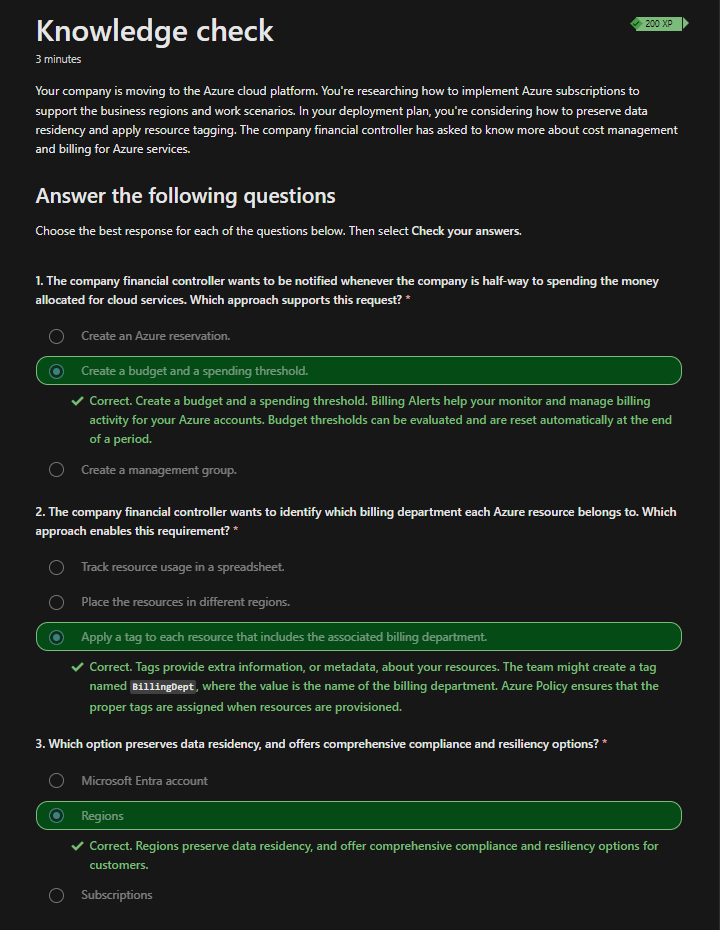 Knowledge check
200 XP
3 minutes
Your company is moving to the Azure cloud platform. You're researching how to implement Azure subscriptions to
support the business regions and work scenarios. In your deployment plan, you're considering how to preserve data
residency and apply resource tagging. The company financial controller has asked to know more about cost management
and billing for Azure services.
Answer the following questions
Choose the best response for each of the questions below. Then select Check your answers.
1. The company financial controller wants to be notified whenever the company is half-way to spending the money
allocated for cloud services. Which approach supports this request? *
Create an Azure reservation.
Create a budget and a spending threshold.
Correct. Create a budget and a spending threshold. Billing Alerts help your monitor and manage billing
activity for your Azure accounts. Budget thresholds can be evaluated and are reset automatically at the end
of a period.
Create a management group.
2. The company financial controller wants to identify which billing department each Azure resource belongs to. Which
approach enables this requirement? *
Track resource usage in a spreadsheet.
Place the resources in different regions.
Apply a tag to each resource that includes the associated billing department.
Correct. Tags provide extra information, or metadata, about your resources. The team might create a tag
named BillingDept, where the value is the name of the billing department. Azure Policy ensures that the
proper tags are assigned when resources are provisioned.
3. Which option preserves data residency, and offers comprehensive compliance and resiliency options? *
Microsoft Entra account
Regions
Correct. Regions preserve data residency, and offer comprehensive compliance and resiliency options for
customers.
Subscriptions